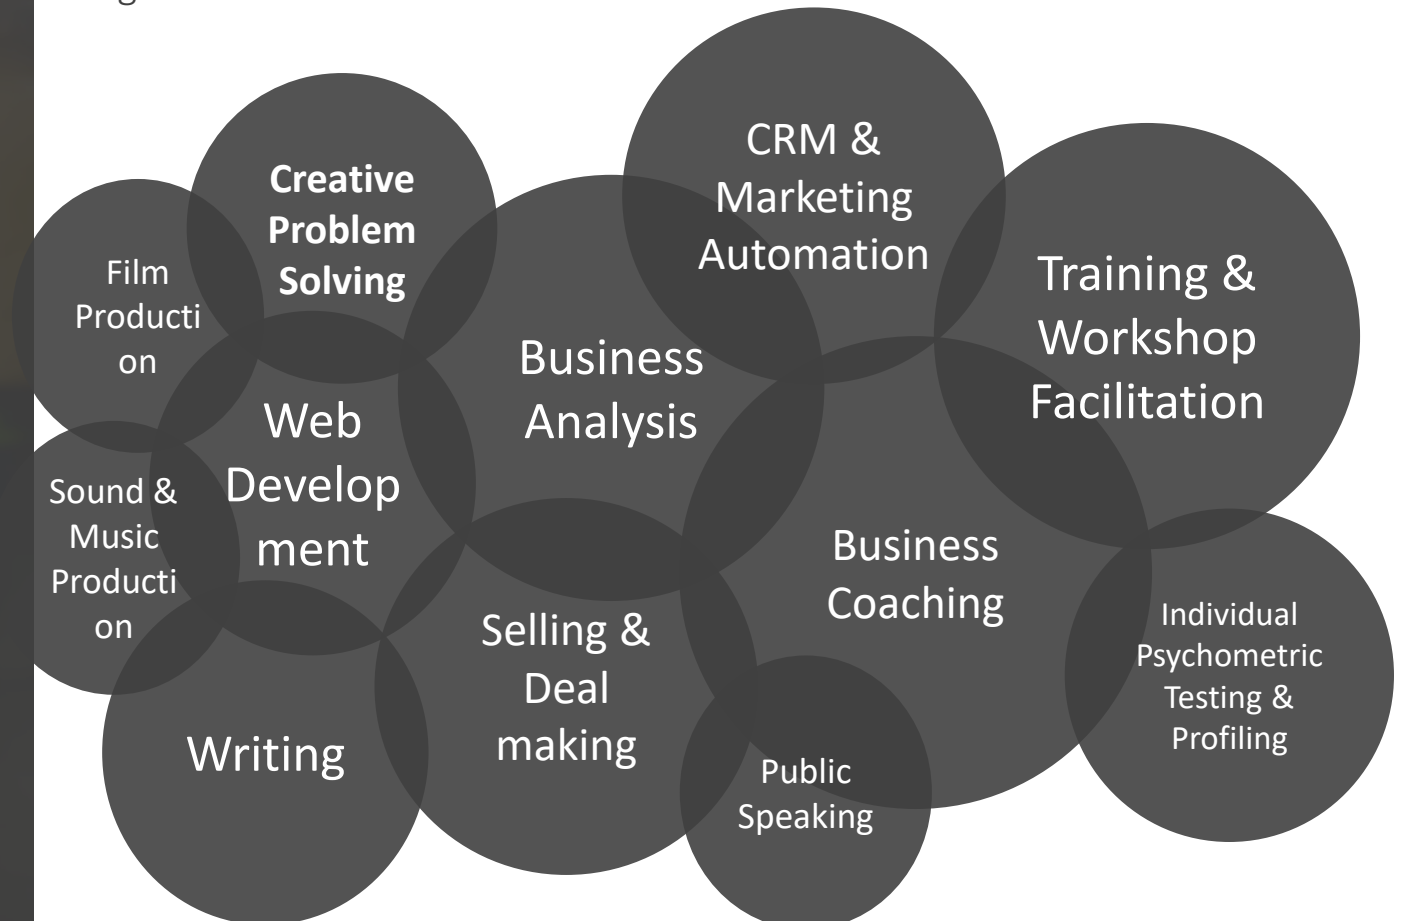 Creative
Problem
Solving
Film
Producti
on
Sound &
Music
Producti
on
Web
Develop
ment
Writing
Business
Analysis
Selling &
Deal
making
CRM &
Marketing
Automation
Training &
Workshop
Facilitation
Business
Coaching
Public
Speaking
Individual
Psychometric
Testing &
Profiling